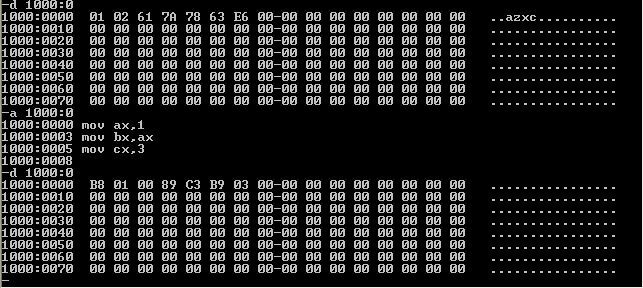 -d 1000:0
1000:0000  01 02 61 7A 78 63 E6 00-00 00 00 00 00 00 00 00   ..azxc..........
1000:0010  00 00 00 00 00 00 00 00-00 00 00 00 00 00 00 00   ................
1000:0020  00 00 00 00 00 00 00 00-00 00 00 00 00 00 00 00   ................
1000:0030  00 00 00 00 00 00 00 00-00 00 00 00 00 00 00 00   ................
1000:0040  00 00 00 00 00 00 00 00-00 00 00 00 00 00 00 00   ................
1000:0050  00 00 00 00 00 00 00 00-00 00 00 00 00 00 00 00   ................
1000:0060  00 00 00 00 00 00 00 00-00 00 00 00 00 00 00 00   ................
1000:0070  00 00 00 00 00 00 00 00-00 00 00 00 00 00 00 00   ................
-a 1000:0
1000:0000 mov ax,1
1000:0003 mov bx,ax
1000:0005 mov cx,3
1000:0008
-d 1000:0
1000:0000  B8 01 00 89 C3 B9 03 00-00 00 00 00 00 00 00 00   ................
1000:0010  00 00 00 00 00 00 00 00-00 00 00 00 00 00 00 00   ................
1000:0020  00 00 00 00 00 00 00 00-00 00 00 00 00 00 00 00   ................
1000:0030  00 00 00 00 00 00 00 00-00 00 00 00 00 00 00 00   ................
1000:0040  00 00 00 00 00 00 00 00-00 00 00 00 00 00 00 00   ................
1000:0050  00 00 00 00 00 00 00 00-00 00 00 00 00 00 00 00   ................
1000:0060  00 00 00 00 00 00 00 00-00 00 00 00 00 00 00 00   ................
1000:0070  00 00 00 00 00 00 00 00-00 00 00 00 00 00 00 00   ................
-